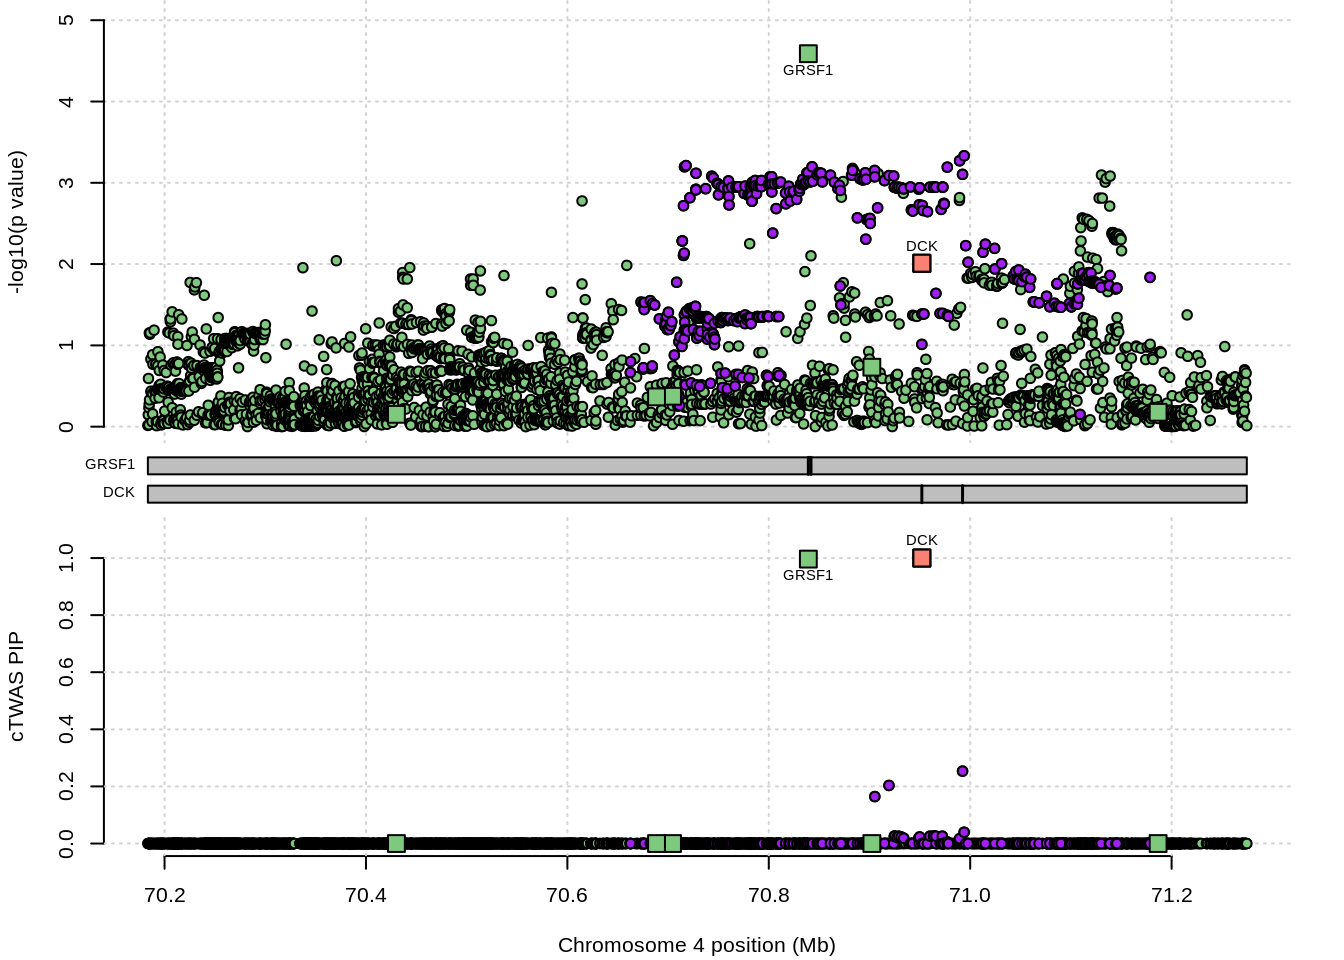 5
4
3
2
1
0
-log10(p value)
GRSF1
DCK
GRSF1
DCK
1.0
0.8
0.6
0.4
0.2
0.0
cTWAS PIP
DCK
GRSF1
70.2 70.4 70.6 70.8 71.0 71.2
Chromosome 4 position (Mb)